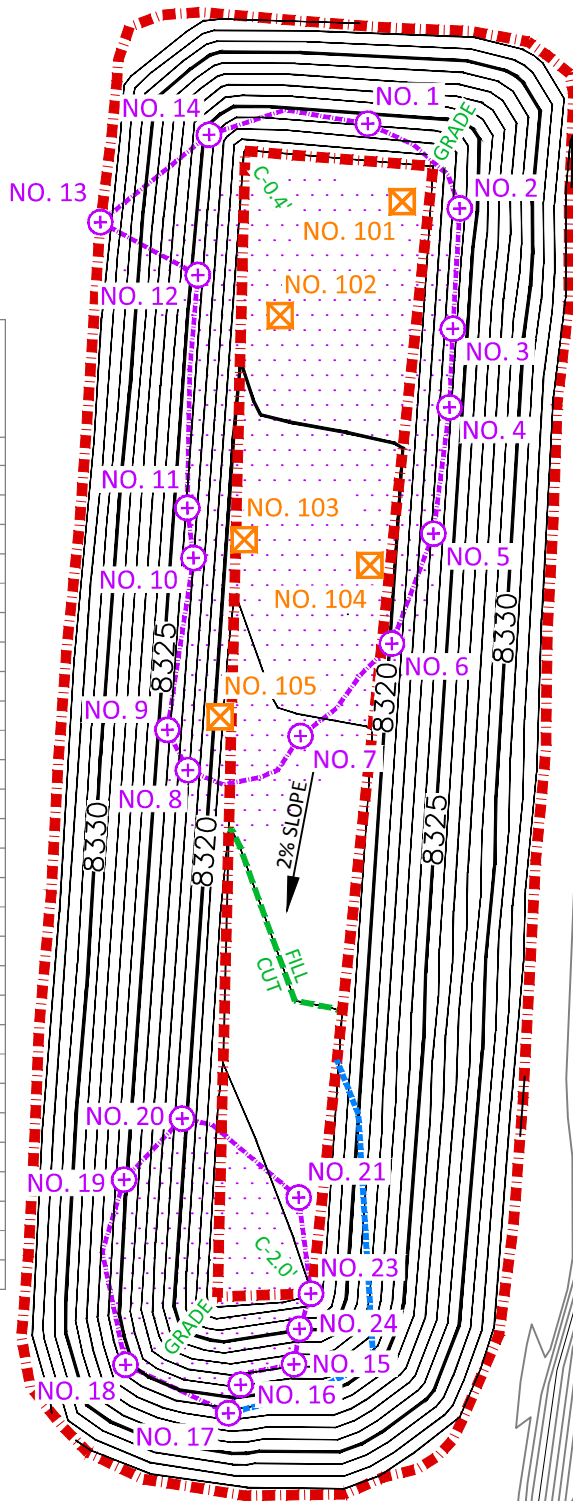 NO. 1
NO. 14
GRADE
C-0.4'
NO. 13
NO. 2
NO. 101
NO. 12
NO. 102
NO. 3
NO. 4
NO. 11
NO. 103
NO. 5
NO. 10
NO. 104
8330
8325
NO. 6
NO. 105
8320
NO. 9
NO. 7
NO. 8
2% SLOPE
8330
8320
8325
FILL
CUT
NO. 20
NO. 19
NO. 21
C-2.0'
NO. 23
GRADE
NO. 24
NO. 15
NO. 18
NO. 16
NO. 17